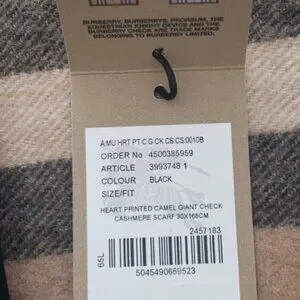 BURBERRY, BURBERRYS, PRORSUM, THE
EQUESTRIAN KNIGHT DEVICE AND THE
BURBERRY CHECK ARE TRADE MARKS
BELONGING TO BURBERRY LIMITED.
A:MU HRT PT C G CK CS:CS:0010B
ORDER No 4500385959
ARTICLE 3993748 1
COLOUR BLACK
SIZE/FIT
HEART PRINTED CAMEL GIANT CHECK
CASHMERE SCARF 30X168CM
2457183
65L
5045490669523